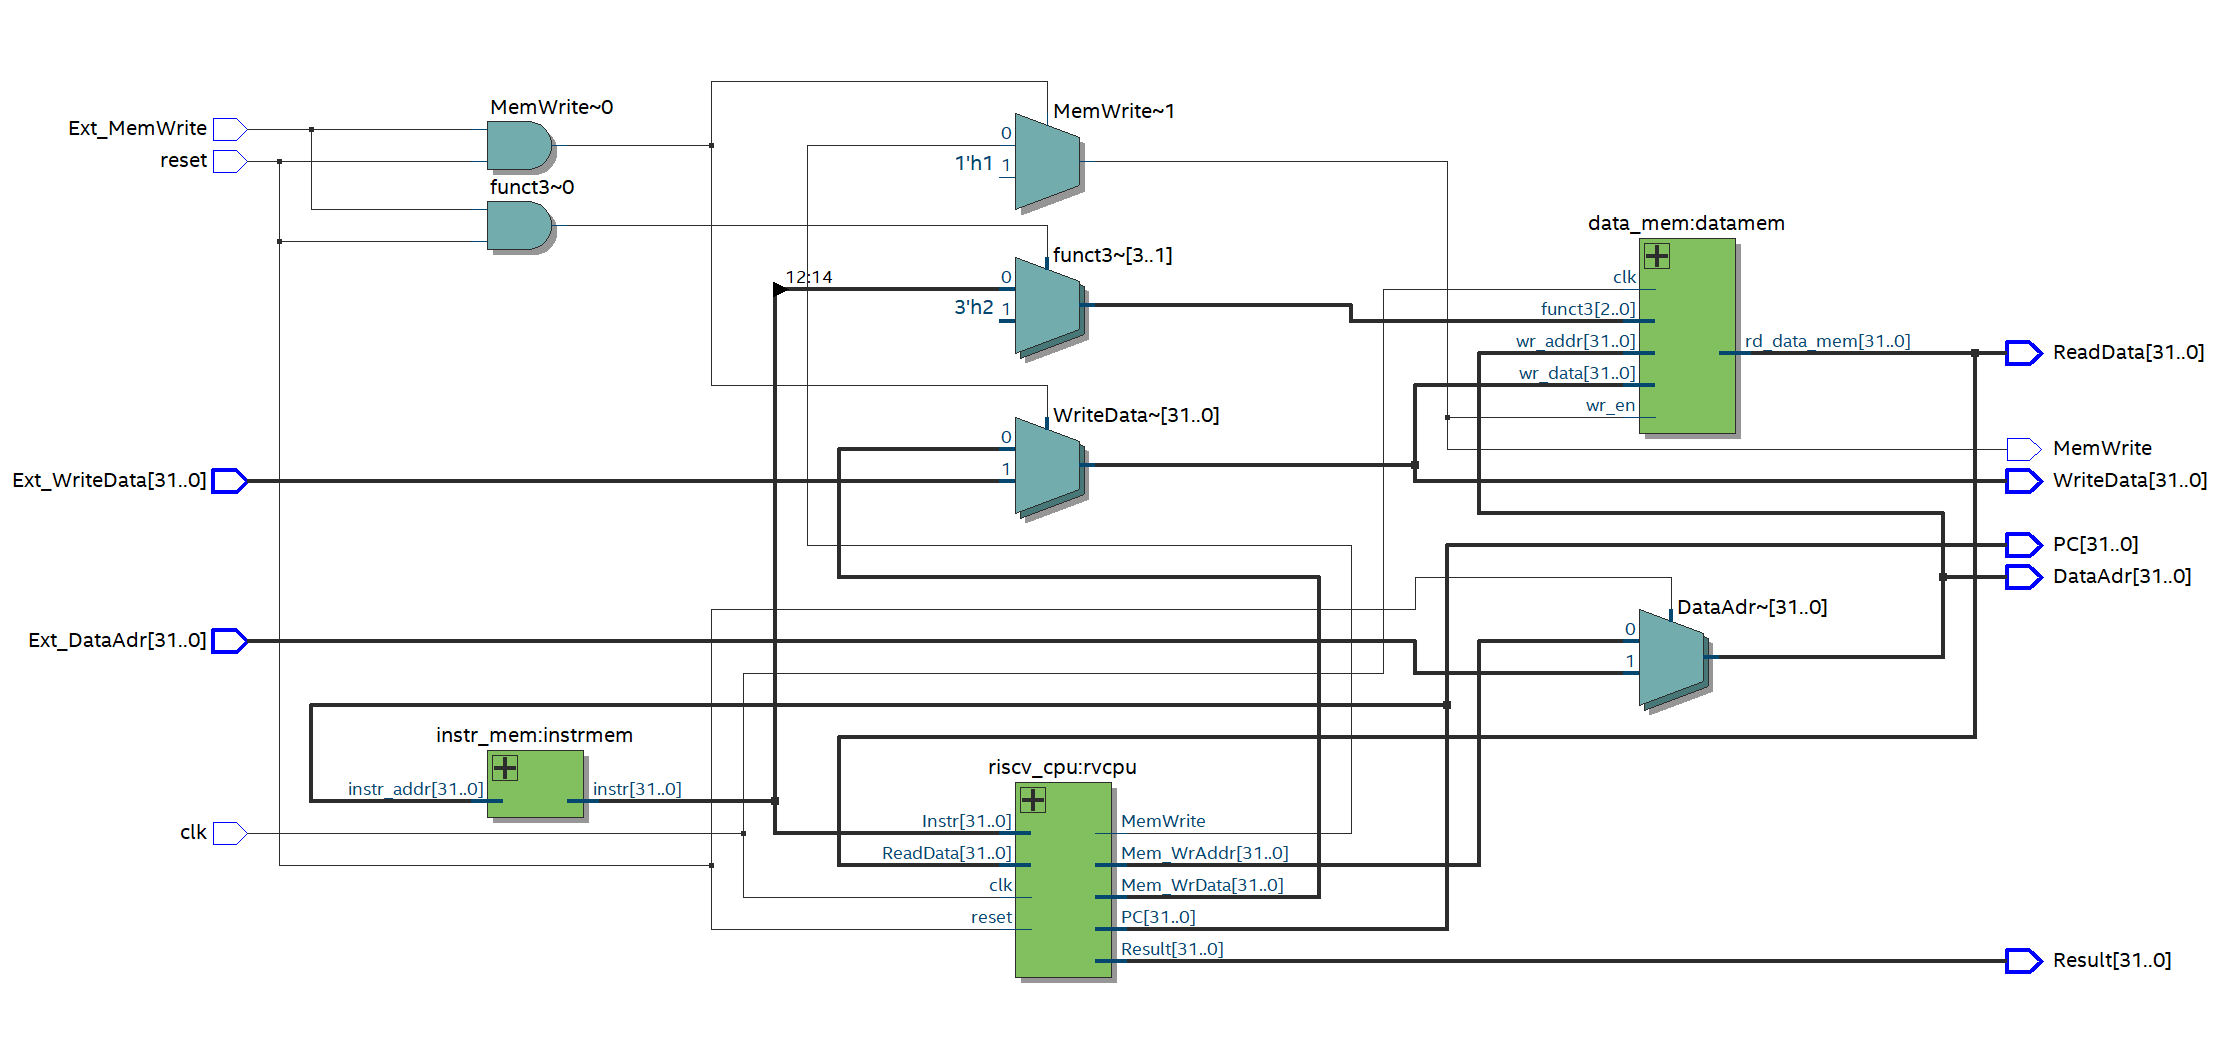 MemWrite~0
Ext_MemWrite
reset
funct3~0
MemWrite~1
0
1'h1
1
funct3~[3..1]
12:14
0
3'h2
1
data_mem:datamem
clk
funct3[2..0]
wr_addr[31..0]
wr_data[31..0]
wr_en
rd_data_mem[31..0]
ReadData[31..0]
WriteData~[31..0]
0
1
Ext_WriteData[31..0]
MemWrite
WriteData[31..0]
PC[31..0]
DataAdr[31..0]
DataAdr~[31..0]
0
1
Ext_DataAdr[31..0]
instr_mem:instrmem
instr_addr[31..0]
instr[31..0]
clk
riscv_cpu:rvcpu
Instr[31..0]
ReadData[31..0]
clk
reset
MemWrite
Mem_WrAddr[31..0]
Mem_WrData[31..0]
PC[31..0]
Result[31..0]
Result[31..0]